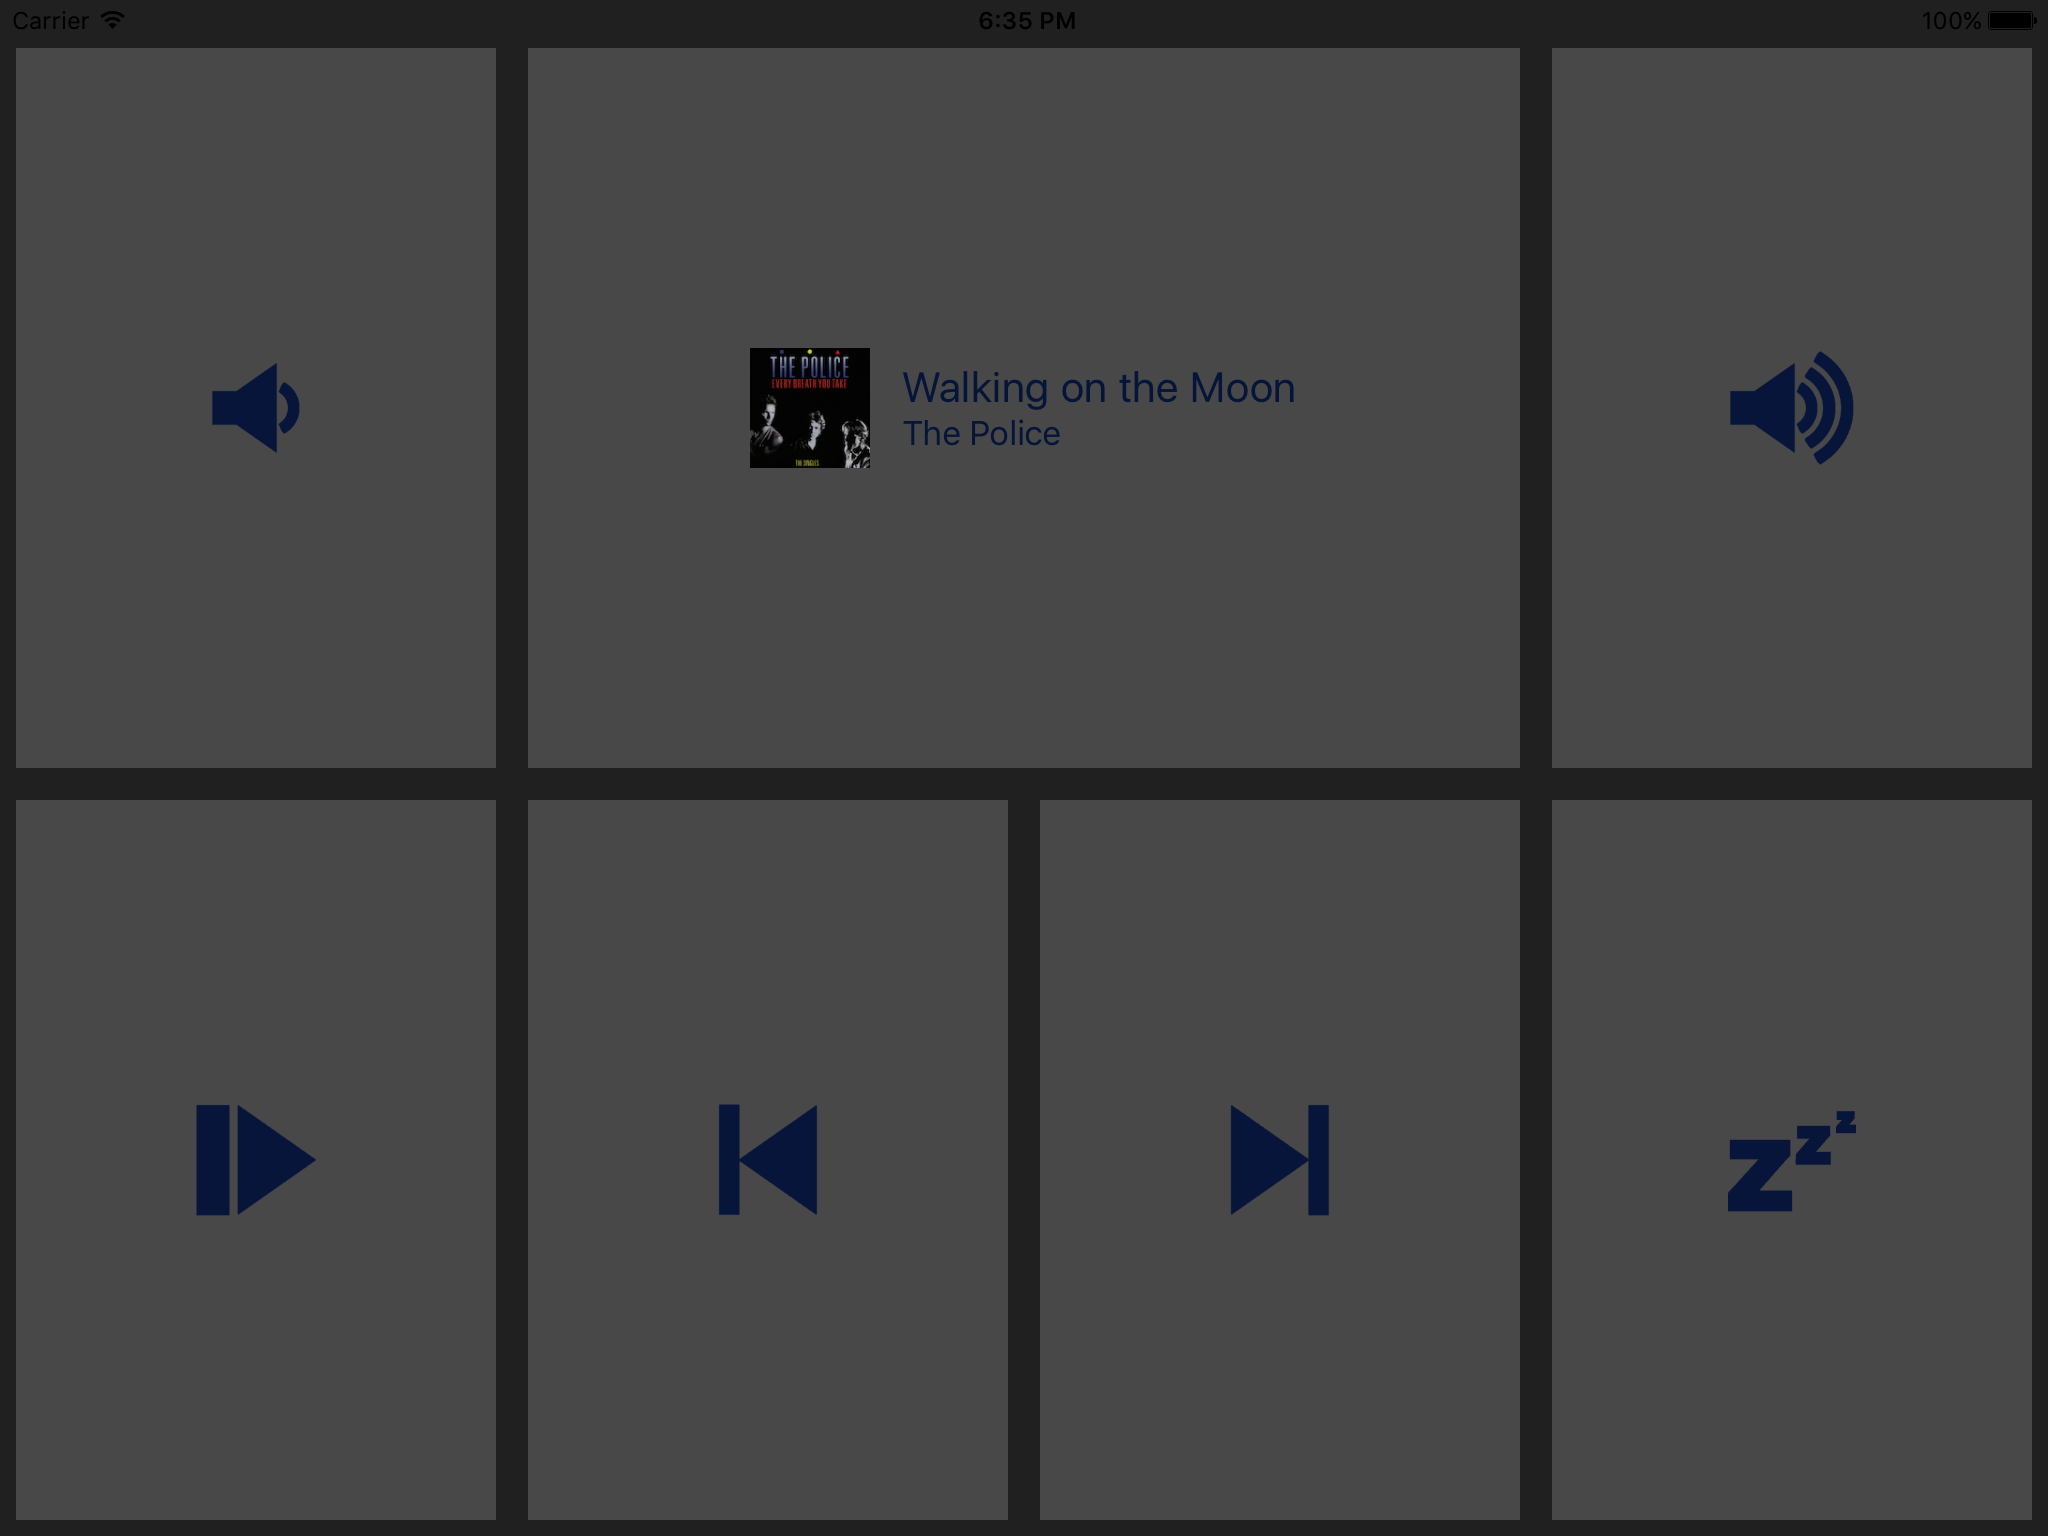 Carrier
6:35 PM
100%
THE POLICE
EVERY BREATH YOU TAKE
THE SINGLES
Walking on the Moon
The Police
zzz